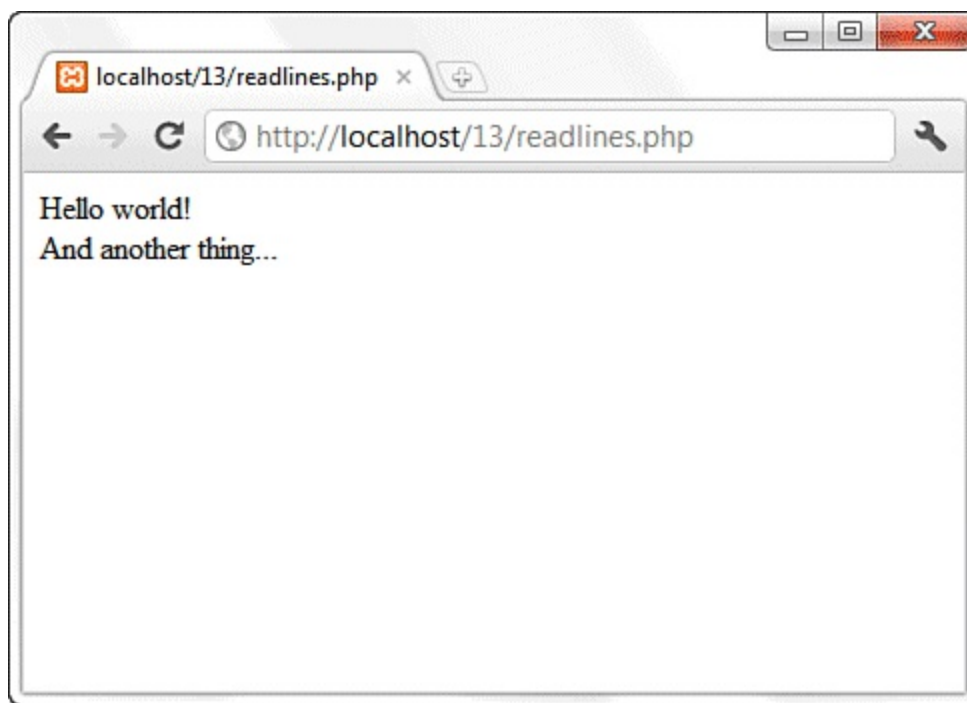 localhost/13/readlines.php
http://localhost/13/readlines.php
Hello world!
And another thing...